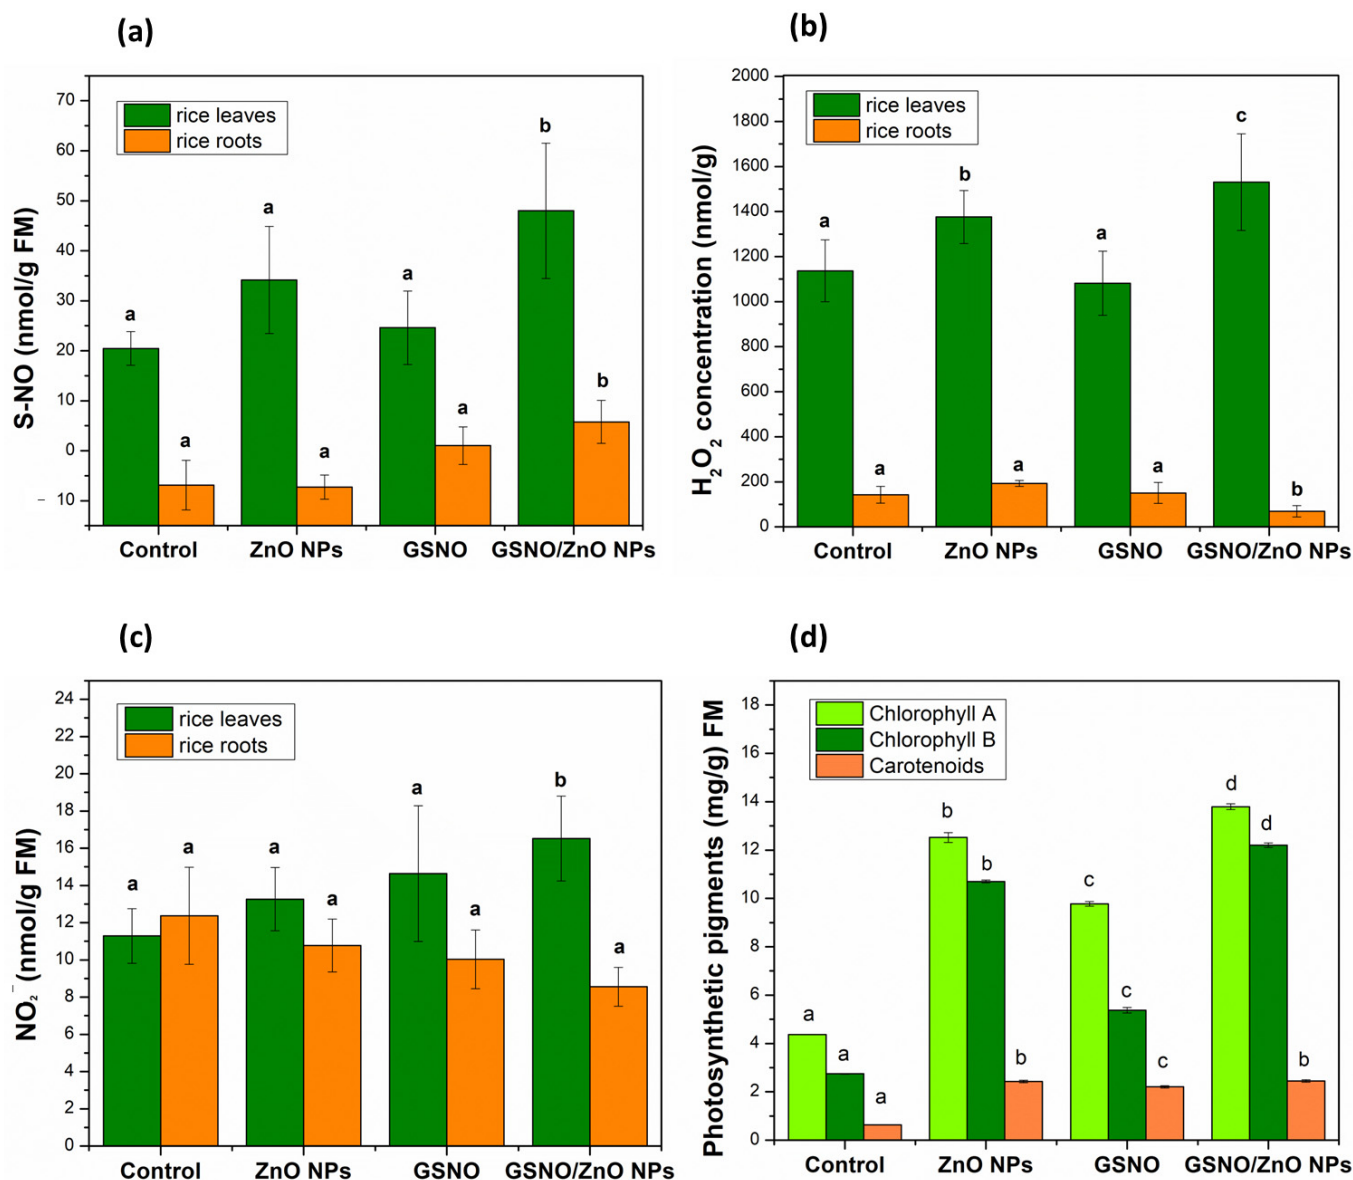 (a)
S-NO (nmol/g FM)
70
60
50
40
30
20
10
0
10
rice leaves
rice roots
a
a
a
a
a
a
b
b
Control
ZnO NPs
GSNO
GSNO/ZnO NPs
(b)
H₂O₂ concentration (nmol/g)
2000
1800
1600
1400
1200
1000
800
600
400
200
0
rice leaves
rice roots
a
a
b
a
a
a
c
b
Control
ZnO NPs
GSNO
GSNO/ZnO NPs
(c)
NO₂⁻ (nmol/g FM)
24
22
20
18
16
14
12
10
8
6
4
2
0
rice leaves
rice roots
a
a
a
a
a
a
b
a
Control
ZnO NPs
GSNO
GSNO/ZnO NPs
(d)
Photosynthetic pigments (mg/g) FM
18
16
14
12
10
8
6
4
2
0
Chlorophyll A
Chlorophyll B
Carotenoids
a
a
a
b
b
b
c
c
c
d
d
b
Control
ZnO NPs
GSNO
GSNO/ZnO NPs